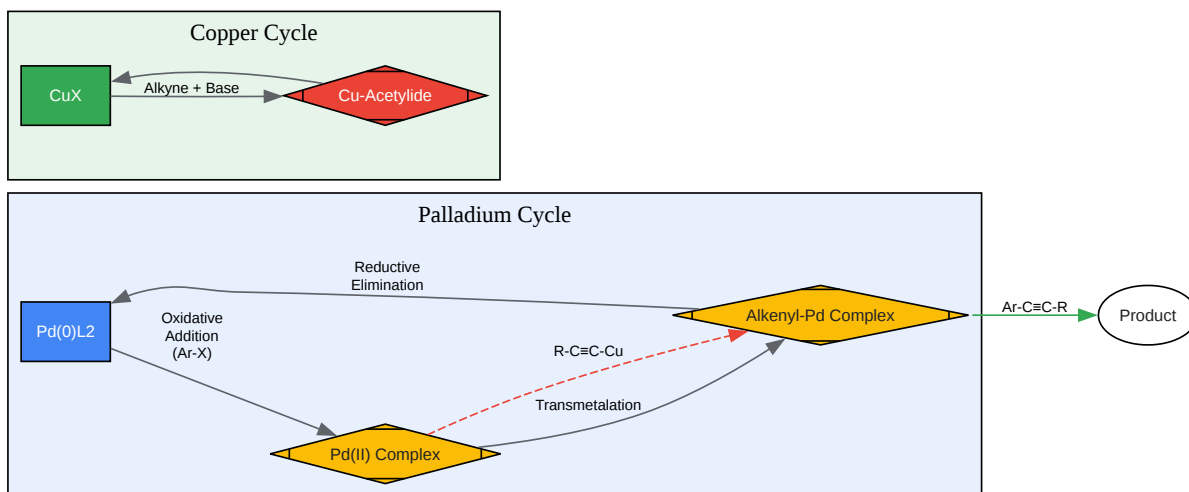 Copper Cycle
CuX
Alkyne + Base
Cu-Acetylide
Palladium Cycle
Reductive
Elimination
Pd(0)L2
Oxidative
Addition
(Ar-X)
Alkenyl-Pd Complex
Ar-C≡C-R
Product
R-C≡C-Cu
Transmetalation
Pd(II) Complex